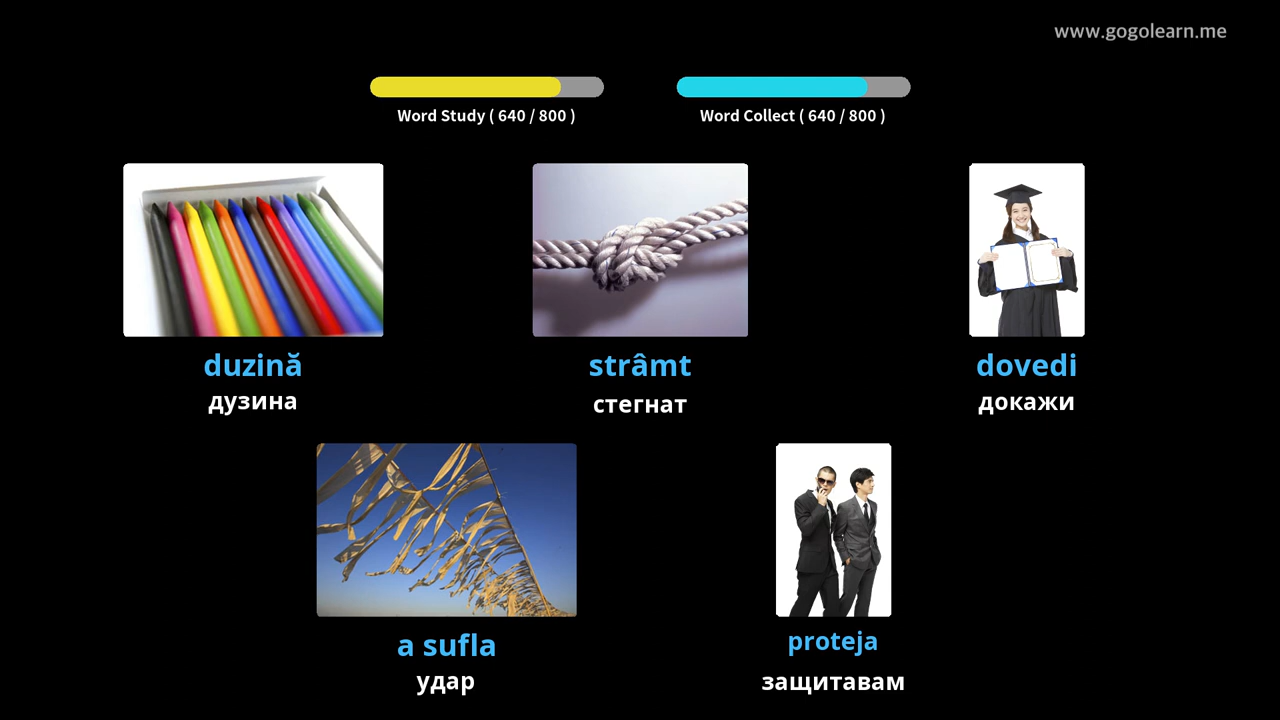 www.gogolearn.me
Word Study ( 640 / 800 )
Word Collect ( 640 / 800 )
duzină
дузина
strâmt
стегнат
dovedi
докажи
a sufla
удар
proteja
защитавам